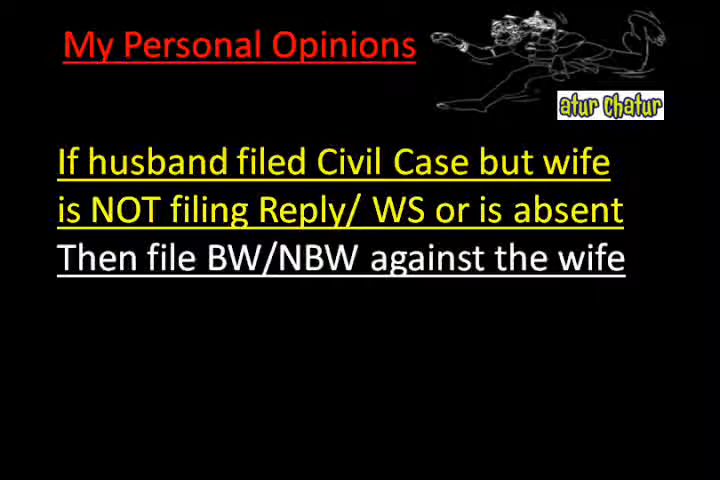 My Personal Opinions
atur chatur
If husband filed Civil Case but wife
is NOT filing Reply/ WS or is absent
Then file BW/NBW against the wife